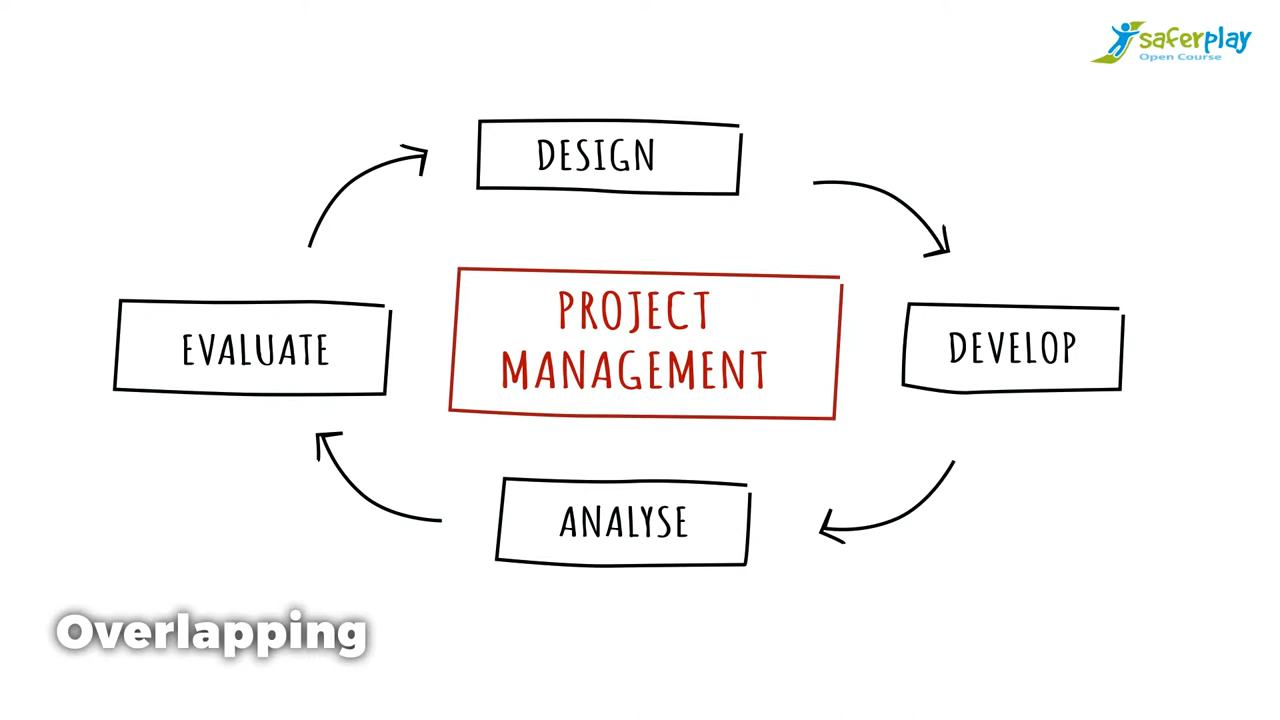 saferplay
Open Course
DESIGN
PROJECT
MANAGEMENT
EVALUATE
DEVELOP
ANALYSE
Overlapping